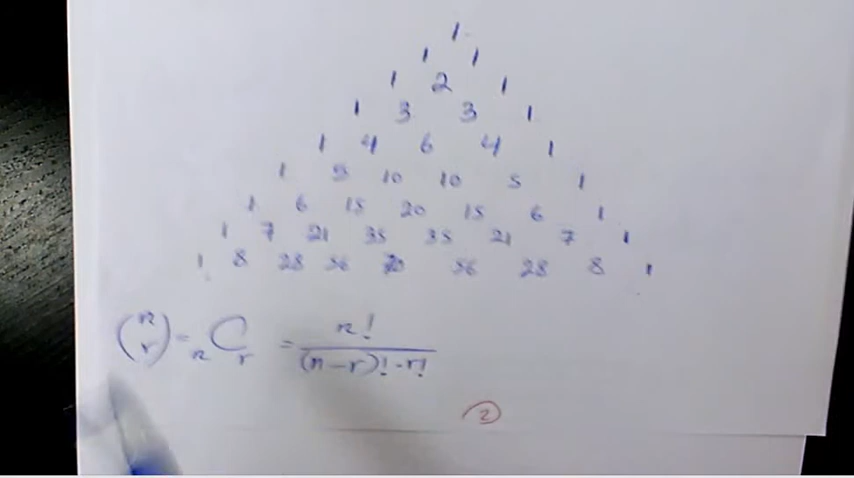 1
1 1
1 2 1
1 3 3 1
1 4 6 4 1
1 5 10 10 5 1
1 6 15 20 15 6 1
1 7 21 35 35 21 7 1
1 8 28 56 70 56 28 8 1
(n r) = n C r = n! / (n-r)! · r!
2